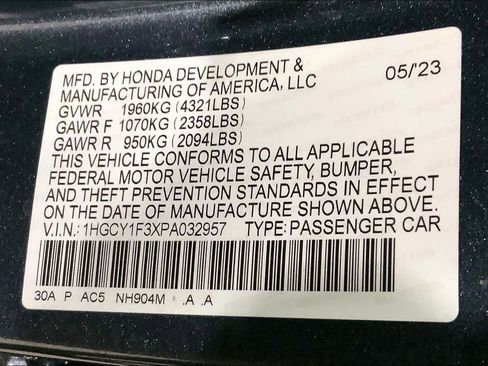 MFD. BY HONDA DEVELOPMENT &
MANUFACTURING OF AMERICA, LLC 05/'23
GVWR 1960KG (4321LBS)
GAWR F 1070KG (2358LBS)
GAWR R 950KG (2094LBS)
THIS VEHICLE CONFORMS TO ALL APPLICABLE
FEDERAL MOTOR VEHICLE SAFETY, BUMPER,
AND THEFT PREVENTION STANDARDS IN EFFECT
ON THE DATE OF MANUFACTURE SHOWN ABOVE.
V.I.N.: 1HGCY1F3XPA032957 TYPE: PASSENGER CAR
30A P AC5 NH904M .A .A